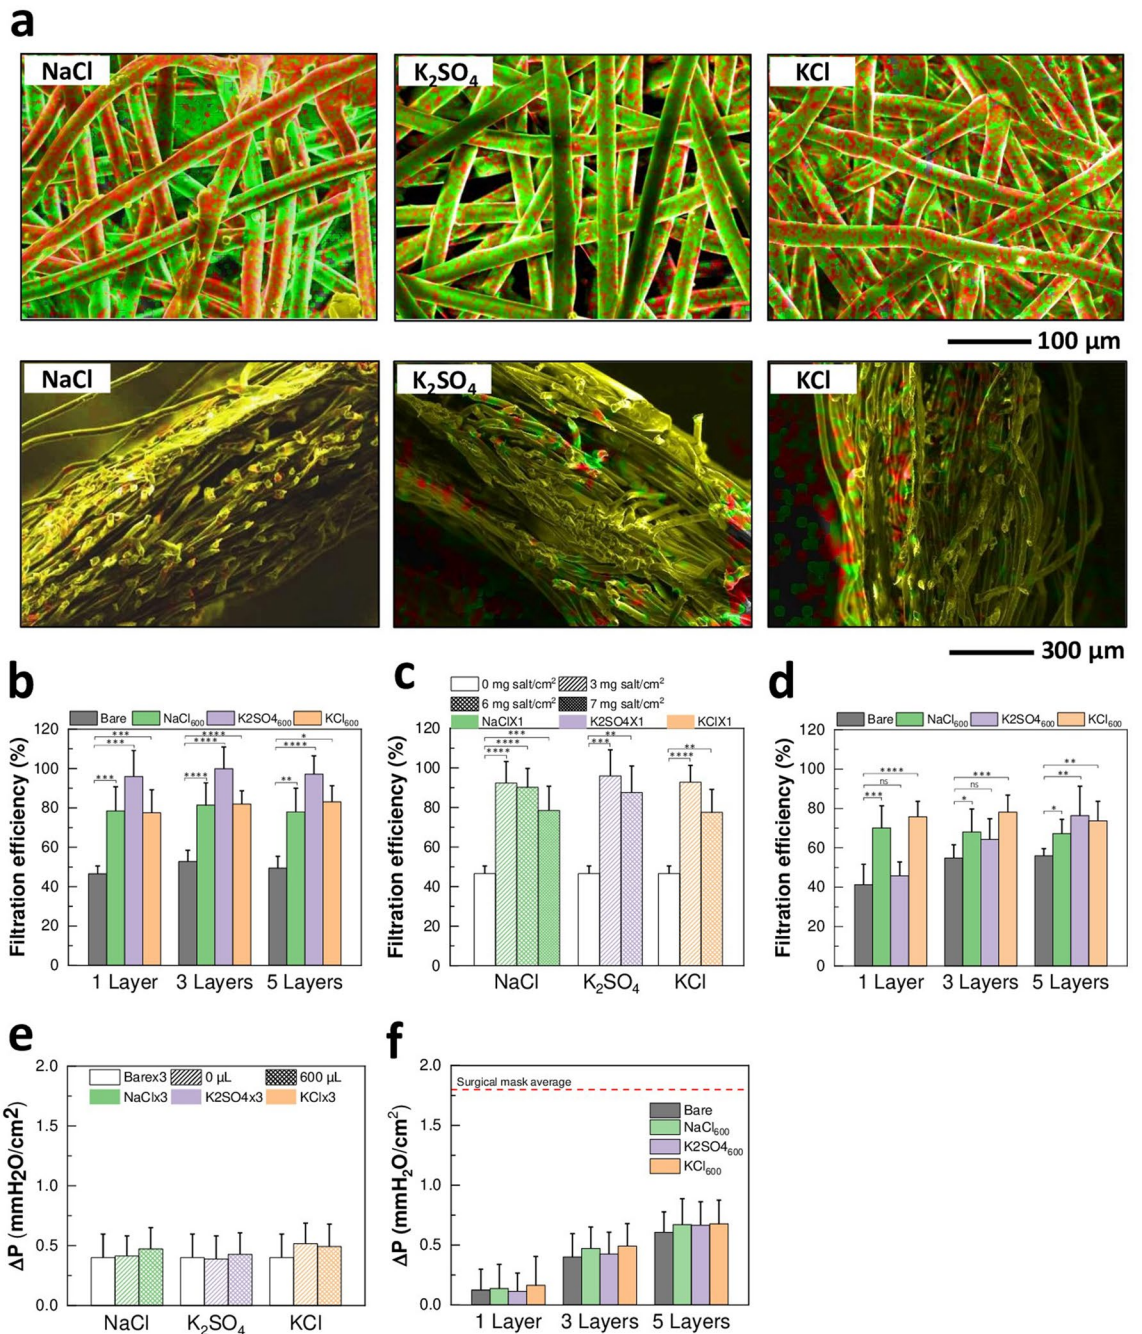 a
NaCl
K₂SO₄
KCl
100 µm
NaCl
K₂SO₄
KCl
300 µm
b
Bare NaCl₆₀₀ K2SO4₆₀₀ KCl₆₀₀
Filtration efficiency (%)
120
100
80
60
40
20
0
***
***
***
****
****
****
*
****
**
1 Layer 3 Layers 5 Layers
c
0 mg salt/cm² 3 mg salt/cm²
6 mg salt/cm² 7 mg salt/cm²
NaClX1 K2SO4X1 KClX1
Filtration efficiency (%)
120
100
80
60
40
20
0
***
****
****
**
***
**
****
NaCl K₂SO₄ KCl
d
Bare NaCl₆₀₀ K2SO4₆₀₀ KCl₆₀₀
Filtration efficiency (%)
120
100
80
60
40
20
0
****
ns
***
***
ns
*
**
**
*
1 Layer 3 Layers 5 Layers
e
Barex3 0 µL 600 µL
NaClx3 K2SO4x3 KClx3
ΔP (mmH2O/cm²)
2.0
1.5
1.0
0.5
0.0
NaCl K₂SO₄ KCl
f
Surgical mask average
Bare
NaCl₆₀₀
K2SO4₆₀₀
KCl₆₀₀
ΔP (mmH₂O/cm²)
2.0
1.5
1.0
0.5
0.0
1 Layer 3 Layers 5 Layers